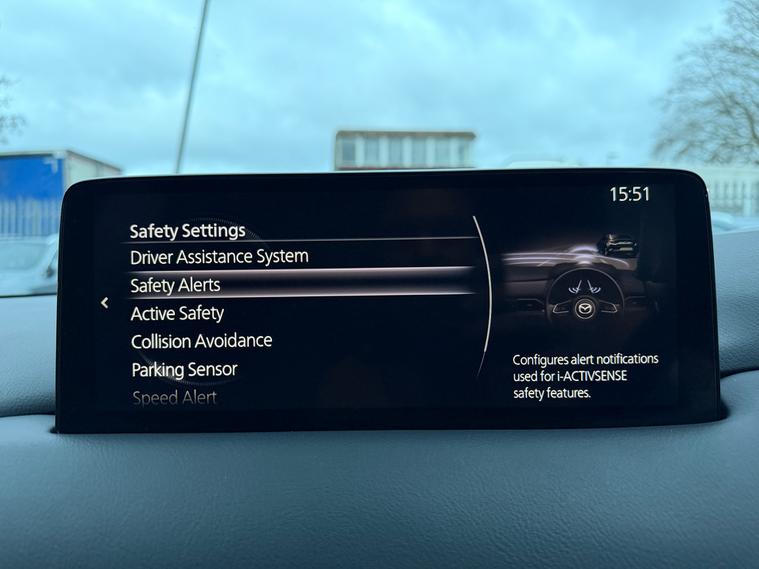 15:51
Safety Settings
Driver Assistance System
Safety Alerts
Active Safety
Collision Avoidance
Parking Sensor
Speed Alert
Configures alert notifications
used for i-ACTIVSENSE
safety features.